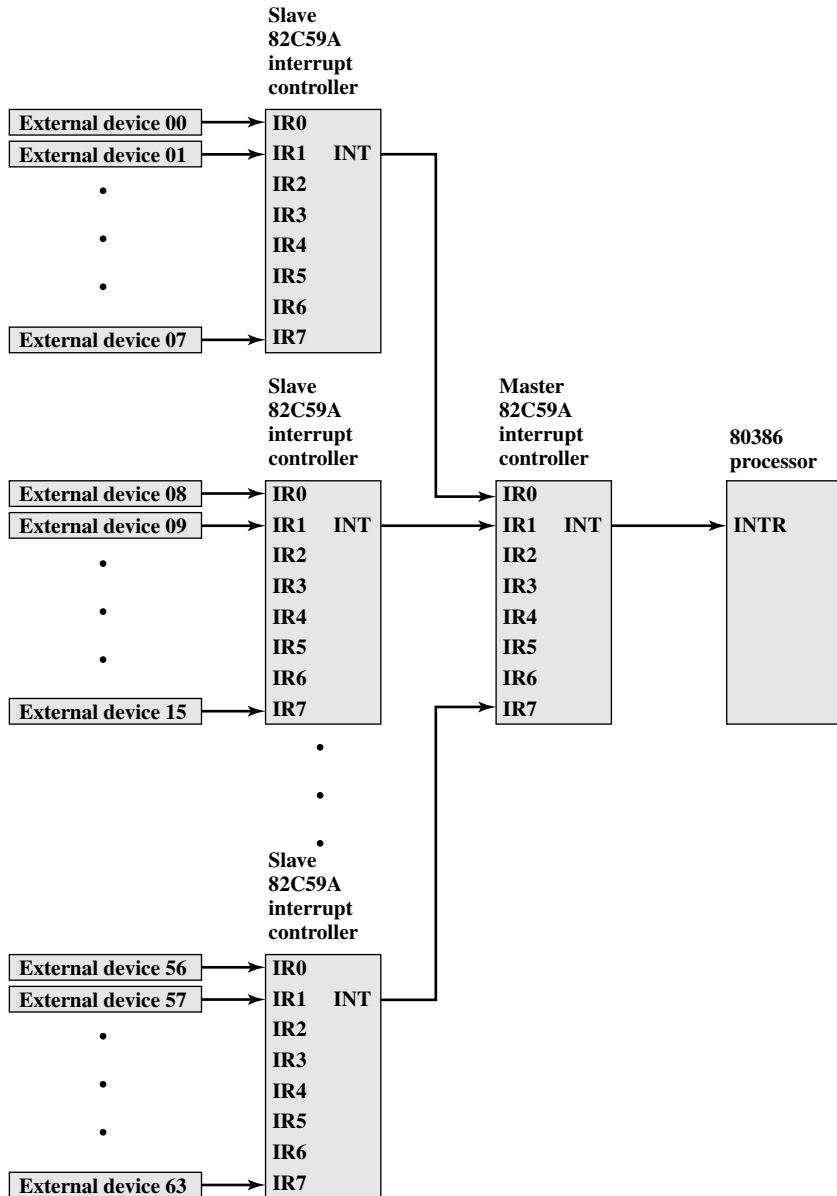 Slave
82C59A
interrupt
controller
External device 00
IR0
External device 01
IR1 INT
IR2
IR3
IR4
IR5
IR6
External device 07
IR7
Slave
82C59A
interrupt
controller
External device 08
IR0
External device 09
IR1 INT
IR2
IR3
IR4
IR5
IR6
External device 15
IR7
Master
82C59A
interrupt
controller
IR0
IR1 INT
IR2
IR3
IR4
IR5
IR6
IR7
80386
processor
INTR
Slave
82C59A
interrupt
controller
External device 56
IR0
External device 57
IR1 INT
IR2
IR3
IR4
IR5
IR6
External device 63
IR7